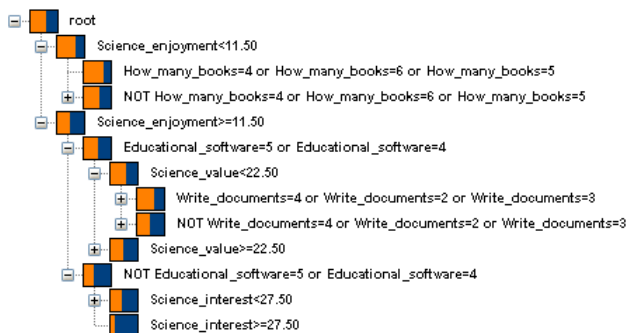 root
Science_enjoyment<11.50
How_many_books=4 or How_many_books=6 or How_many_books=5
NOT How_many_books=4 or How_many_books=6 or How_many_books=5
Science_enjoyment>=11.50
Educational_software=5 or Educational_software=4
Science_value<22.50
Write_documents=4 or Write_documents=2 or Write_documents=3
NOT Write_documents=4 or Write_documents=2 or Write_documents=3
Science_value>=22.50
NOT Educational_software=5 or Educational_software=4
Science_interest<27.50
Science_interest>=27.50